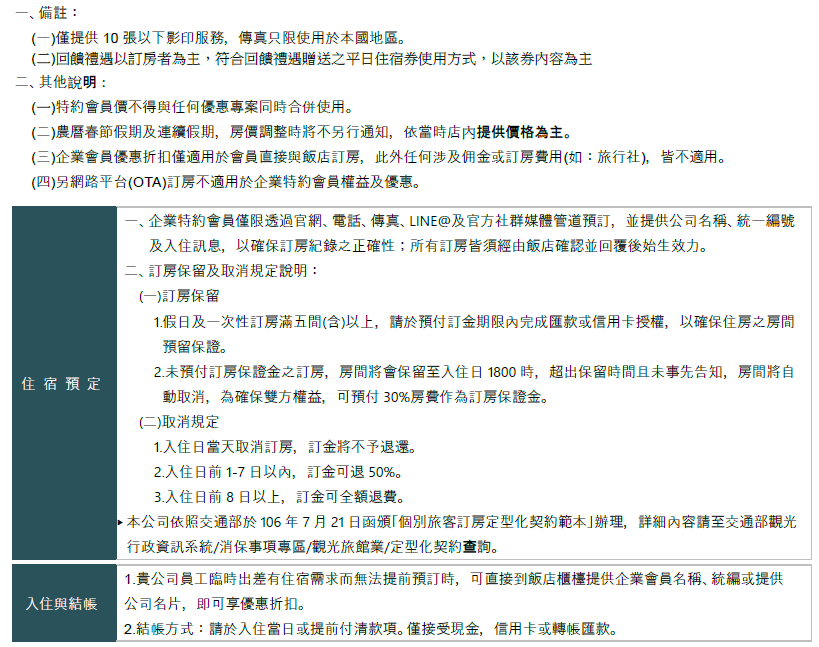 一、備註：
(一)僅提供 10 張以下影印服務，傳真只限使用於本國地區。
(二)回饋禮遇以訂房者為主，符合回饋禮遇贈送之平日住宿券使用方式，以該券內容為主
二、其他說明：
(一)特約會員價不得與任何優惠專案同時合併使用。
(二)農曆春節假期及連續假期，房價調整時將不另行通知，依當時店內提供價格為主。
(三)企業會員優惠折扣僅適用於會員直接與飯店訂房，此外任何涉及佣金或訂房費用(如：旅行社)，皆不適用。
(四)另網路平台(OTA)訂房不適用於企業特約會員權益及優惠。
住宿預定
一、企業特約會員僅限透過官網、電話、傳真、LINE@及官方社群媒體管道預訂，並提供公司名稱、統一編號
及入住訊息，以確保訂房紀錄之正確性；所有訂房皆須經由飯店確認並回覆後始生效力。
二、訂房保留及取消規定說明：
(一)訂房保留
1.假日及一次性訂房滿五間(含)以上，請於預付訂金期限內完成匯款或信用卡授權，以確保住房之房間
預留保證。
2.未預付訂房保證金之訂房，房間將會保留至入住日 1800 時，超出保留時間且未事先告知，房間將自
動取消，為確保雙方權益，可預付 30%房費作為訂房保證金。
(二)取消規定
1.入住日當天取消訂房，訂金將不予退還。
2.入住日前 1-7 日以內，訂金可退 50%。
3.入住日前 8 日以上，訂金可全額退費。
▸本公司依照交通部於 106 年 7 月 21 日函頒「個別旅客訂房定型化契約範本」辦理，詳細內容請至交通部觀光
行政資訊系統/消保事項專區/觀光旅館業/定型化契約查詢。
入住與結帳
1.貴公司員工臨時出差有住宿需求而無法提前預訂時，可直接到飯店櫃檯提供企業會員名稱、統編或提供
公司名片，即可享優惠折扣。
2.結帳方式：請於入住當日或提前付清款項。僅接受現金，信用卡或轉帳匯款。